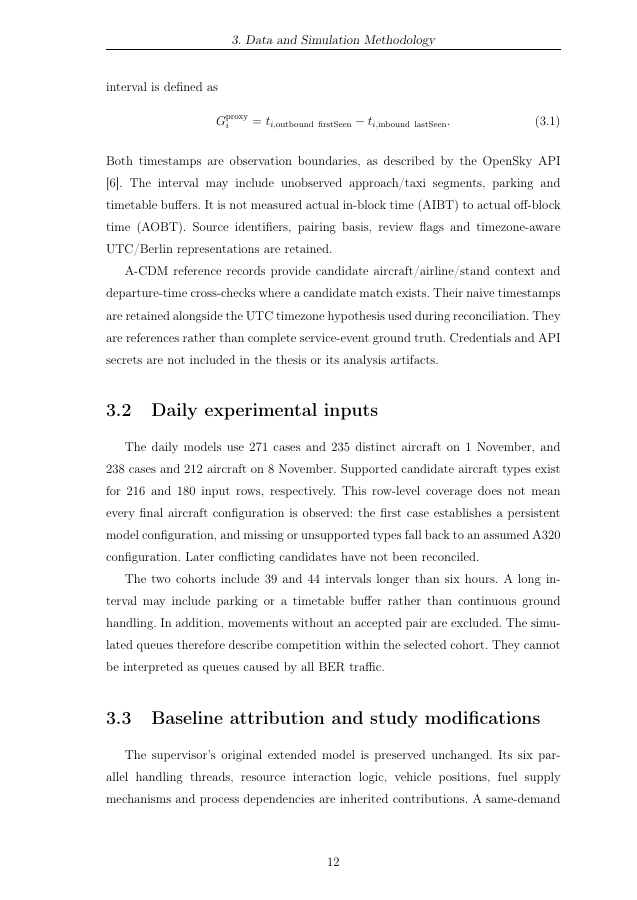 3. Data and Simulation Methodology
interval is defined as
G_i^proxy = t_i,outbound firstSeen − t_i,inbound lastSeen. (3.1)
Both timestamps are observation boundaries, as described by the OpenSky API
[6]. The interval may include unobserved approach/taxi segments, parking and
timetable buffers. It is not measured actual in-block time (AIBT) to actual off-block
time (AOBT). Source identifiers, pairing basis, review flags and timezone-aware
UTC/Berlin representations are retained.
A-CDM reference records provide candidate aircraft/airline/stand context and
departure-time cross-checks where a candidate match exists. Their naive timestamps
are retained alongside the UTC timezone hypothesis used during reconciliation. They
are references rather than complete service-event ground truth. Credentials and API
secrets are not included in the thesis or its analysis artifacts.
3.2 Daily experimental inputs
The daily models use 271 cases and 235 distinct aircraft on 1 November, and
238 cases and 212 aircraft on 8 November. Supported candidate aircraft types exist
for 216 and 180 input rows, respectively. This row-level coverage does not mean
every final aircraft configuration is observed: the first case establishes a persistent
model configuration, and missing or unsupported types fall back to an assumed A320
configuration. Later conflicting candidates have not been reconciled.
The two cohorts include 39 and 44 intervals longer than six hours. A long in-
terval may include parking or a timetable buffer rather than continuous ground
handling. In addition, movements without an accepted pair are excluded. The simu-
lated queues therefore describe competition within the selected cohort. They cannot
be interpreted as queues caused by all BER traffic.
3.3 Baseline attribution and study modifications
The supervisor's original extended model is preserved unchanged. Its six par-
allel handling threads, resource interaction logic, vehicle positions, fuel supply
mechanisms and process dependencies are inherited contributions. A same-demand
12